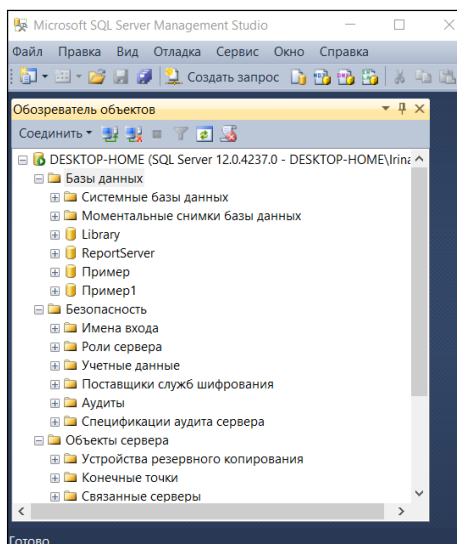 Microsoft SQL Server Management Studio
Файл Правка Вид Отладка Сервис Окно Справка
Создать запрос
Обозреватель объектов
Соединить
DESKTOP-HOME (SQL Server 12.0.4237.0 - DESKTOP-HOME\Irina
Базы данных
Системные базы данных
Моментальные снимки базы данных
Library
ReportServer
Пример
Пример1
Безопасность
Имена входа
Роли сервера
Учетные данные
Поставщики служб шифрования
Аудиты
Спецификации аудита сервера
Объекты сервера
Устройства резервного копирования
Конечные точки
Связанные серверы
Готово